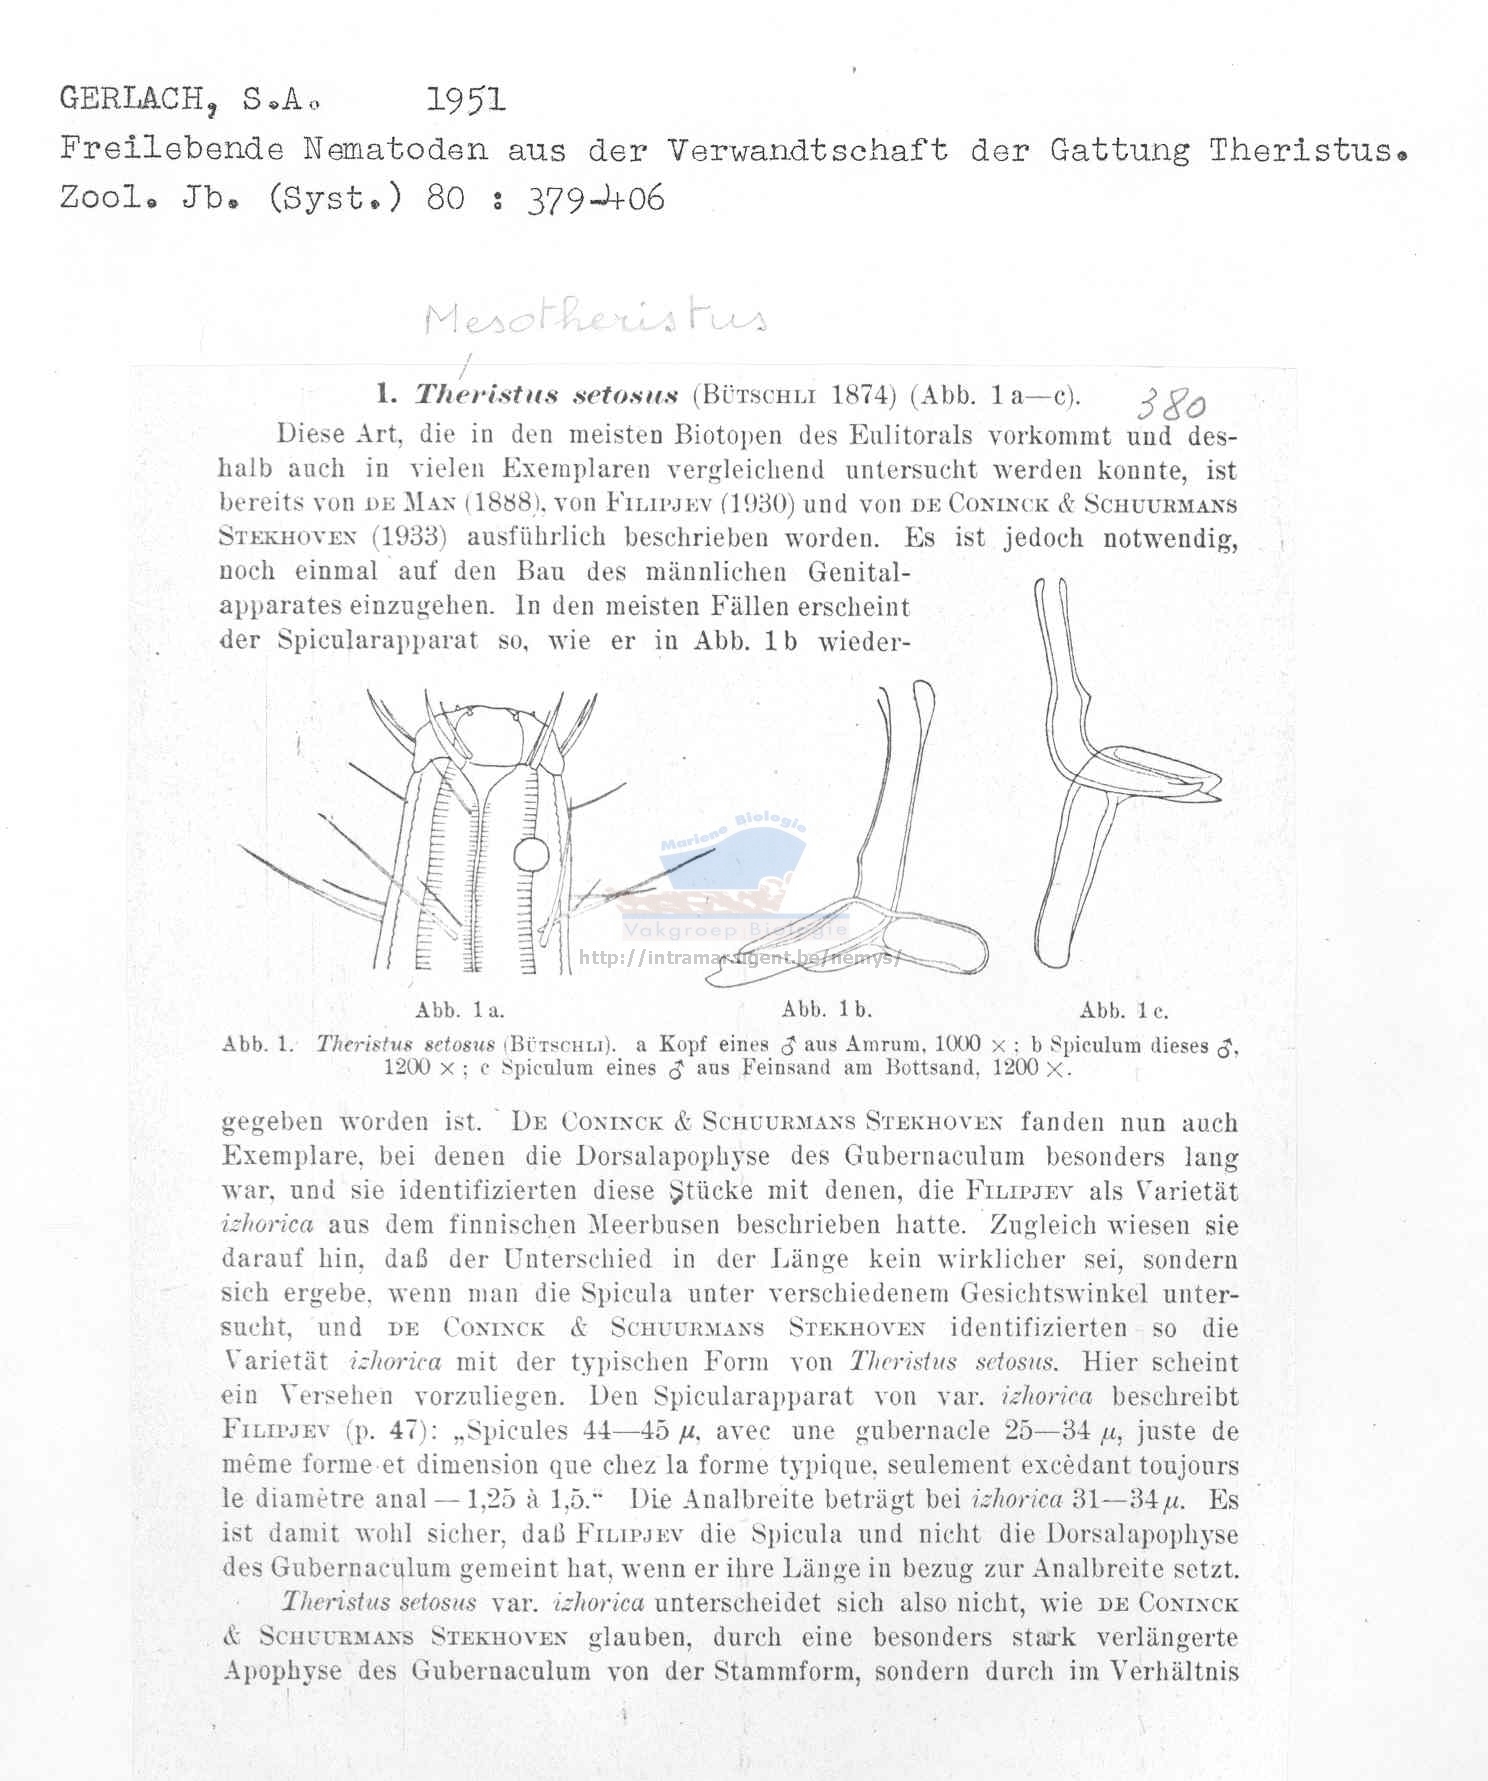 GERLACH, S.A. 1951
Freilebende Nematoden aus der Verwandtschaft der Gattung Theristus.
Zool. Jb. (Syst.) 80 : 379-406
Mesotheristus
1. Theristus setosus (BÜTSCHLI 1874) (Abb. 1 a—c).
380
Diese Art, die in den meisten Biotopen des Eulitorals vorkommt und des-
halb auch in vielen Exemplaren vergleichend untersucht werden konnte, ist
bereits von DE MAN (1888), von FILIPJEV (1930) und von DE CONINCK & SCHUURMANS
STEKHOVEN (1933) ausführlich beschrieben worden. Es ist jedoch notwendig,
noch einmal auf den Bau des männlichen Genital-
apparates einzugehen. In den meisten Fällen erscheint
der Spicularapparat so, wie er in Abb. 1 b wieder-
Mariene Biologie
Vakgroep Biologie
http://intramar.ugent.be/nemys/
Abb. 1 a.
Abb. 1 b.
Abb. 1 c.
Abb. 1. Theristus setosus (BÜTSCHLI). a Kopf eines ♂ aus Amrum, 1000 × ; b Spiculum dieses ♂,
1200 × ; c Spiculum eines ♂ aus Feinsand am Bottsand, 1200 ×.
gegeben worden ist. DE CONINCK & SCHUURMANS STEKHOVEN fanden nun auch
Exemplare, bei denen die Dorsalapophyse des Gubernaculum besonders lang
war, und sie identifizierten diese Stücke mit denen, die FILIPJEV als Varietät
izhorica aus dem finnischen Meerbusen beschrieben hatte. Zugleich wiesen sie
darauf hin, daß der Unterschied in der Länge kein wirklicher sei, sondern
sich ergebe, wenn man die Spicula unter verschiedenem Gesichtswinkel unter-
sucht, und DE CONINCK & SCHUURMANS STEKHOVEN identifizierten so die
Varietät izhorica mit der typischen Form von Theristus setosus. Hier scheint
ein Versehen vorzuliegen. Den Spicularapparat von var. izhorica beschreibt
FILIPJEV (p. 47): „Spicules 44—45 μ, avec une gubernacle 25—34 μ, juste de
même forme et dimension que chez la forme typique, seulement excèdant toujours
le diamètre anal — 1,25 à 1,5.“ Die Analbreite beträgt bei izhorica 31—34 μ. Es
ist damit wohl sicher, daß FILIPJEV die Spicula und nicht die Dorsalapophyse
des Gubernaculum gemeint hat, wenn er ihre Länge in bezug zur Analbreite setzt.
Theristus setosus var. izhorica unterscheidet sich also nicht, wie DE CONINCK
& SCHUURMANS STEKHOVEN glauben, durch eine besonders stark verlängerte
Apophyse des Gubernaculum von der Stammform, sondern durch im Verhältnis